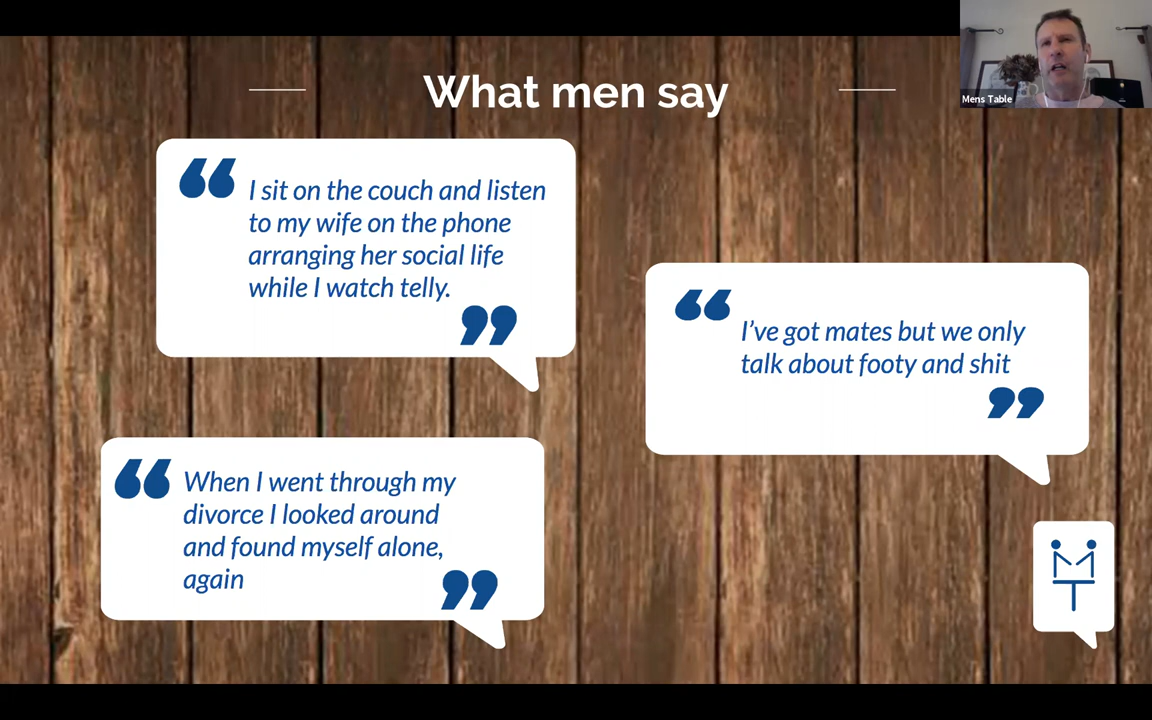 What men say
Mens Table
“ I sit on the couch and listen
to my wife on the phone
arranging her social life
while I watch telly. ”
“ I’ve got mates but we only
talk about footy and shit ”
“ When I went through my
divorce I looked around
and found myself alone,
again ”
MT